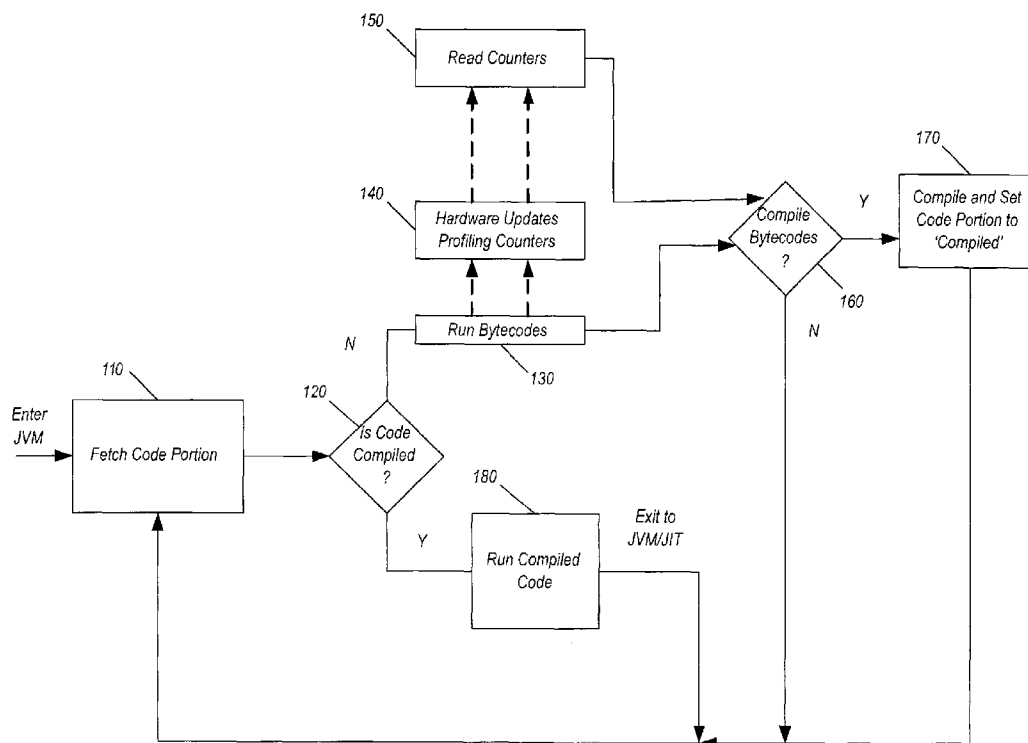 150
Read Counters
170
140
Hardware Updates
Profiling Counters
Compile
Bytecodes
?
Y
Compile and Set
Code Portion to
'Compiled'
160
N
Run Bytecodes
N
130
110
120
Enter
JVM
Fetch Code Portion
Is Code
Compiled
?
180
Y
Run Compiled
Code
Exit to
JVM/JIT